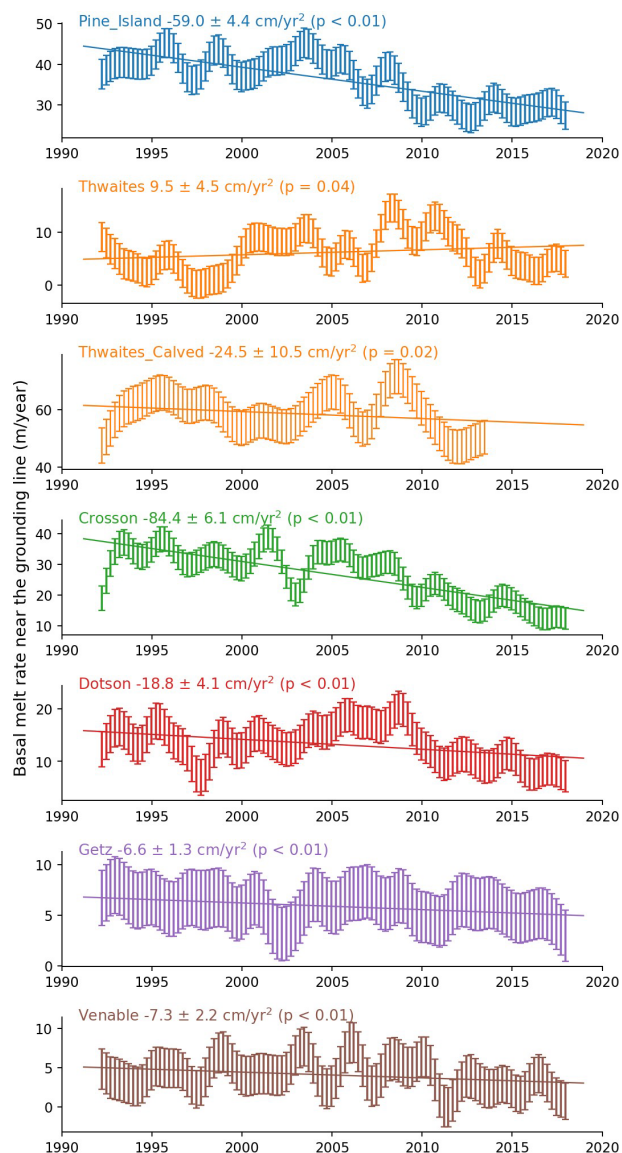 Basal melt rate near the grounding line (m/year)
Pine_Island -59.0 ± 4.4 cm/yr² (p < 0.01)
50
40
30
1990 1995 2000 2005 2010 2015 2020
Thwaites 9.5 ± 4.5 cm/yr² (p = 0.04)
10
0
1990 1995 2000 2005 2010 2015 2020
Thwaites_Calved -24.5 ± 10.5 cm/yr² (p = 0.02)
60
40
1990 1995 2000 2005 2010 2015 2020
Crosson -84.4 ± 6.1 cm/yr² (p < 0.01)
40
30
20
10
1990 1995 2000 2005 2010 2015 2020
Dotson -18.8 ± 4.1 cm/yr² (p < 0.01)
20
10
1990 1995 2000 2005 2010 2015 2020
Getz -6.6 ± 1.3 cm/yr² (p < 0.01)
10
5
0
1990 1995 2000 2005 2010 2015 2020
Venable -7.3 ± 2.2 cm/yr² (p < 0.01)
10
5
0
1990 1995 2000 2005 2010 2015 2020